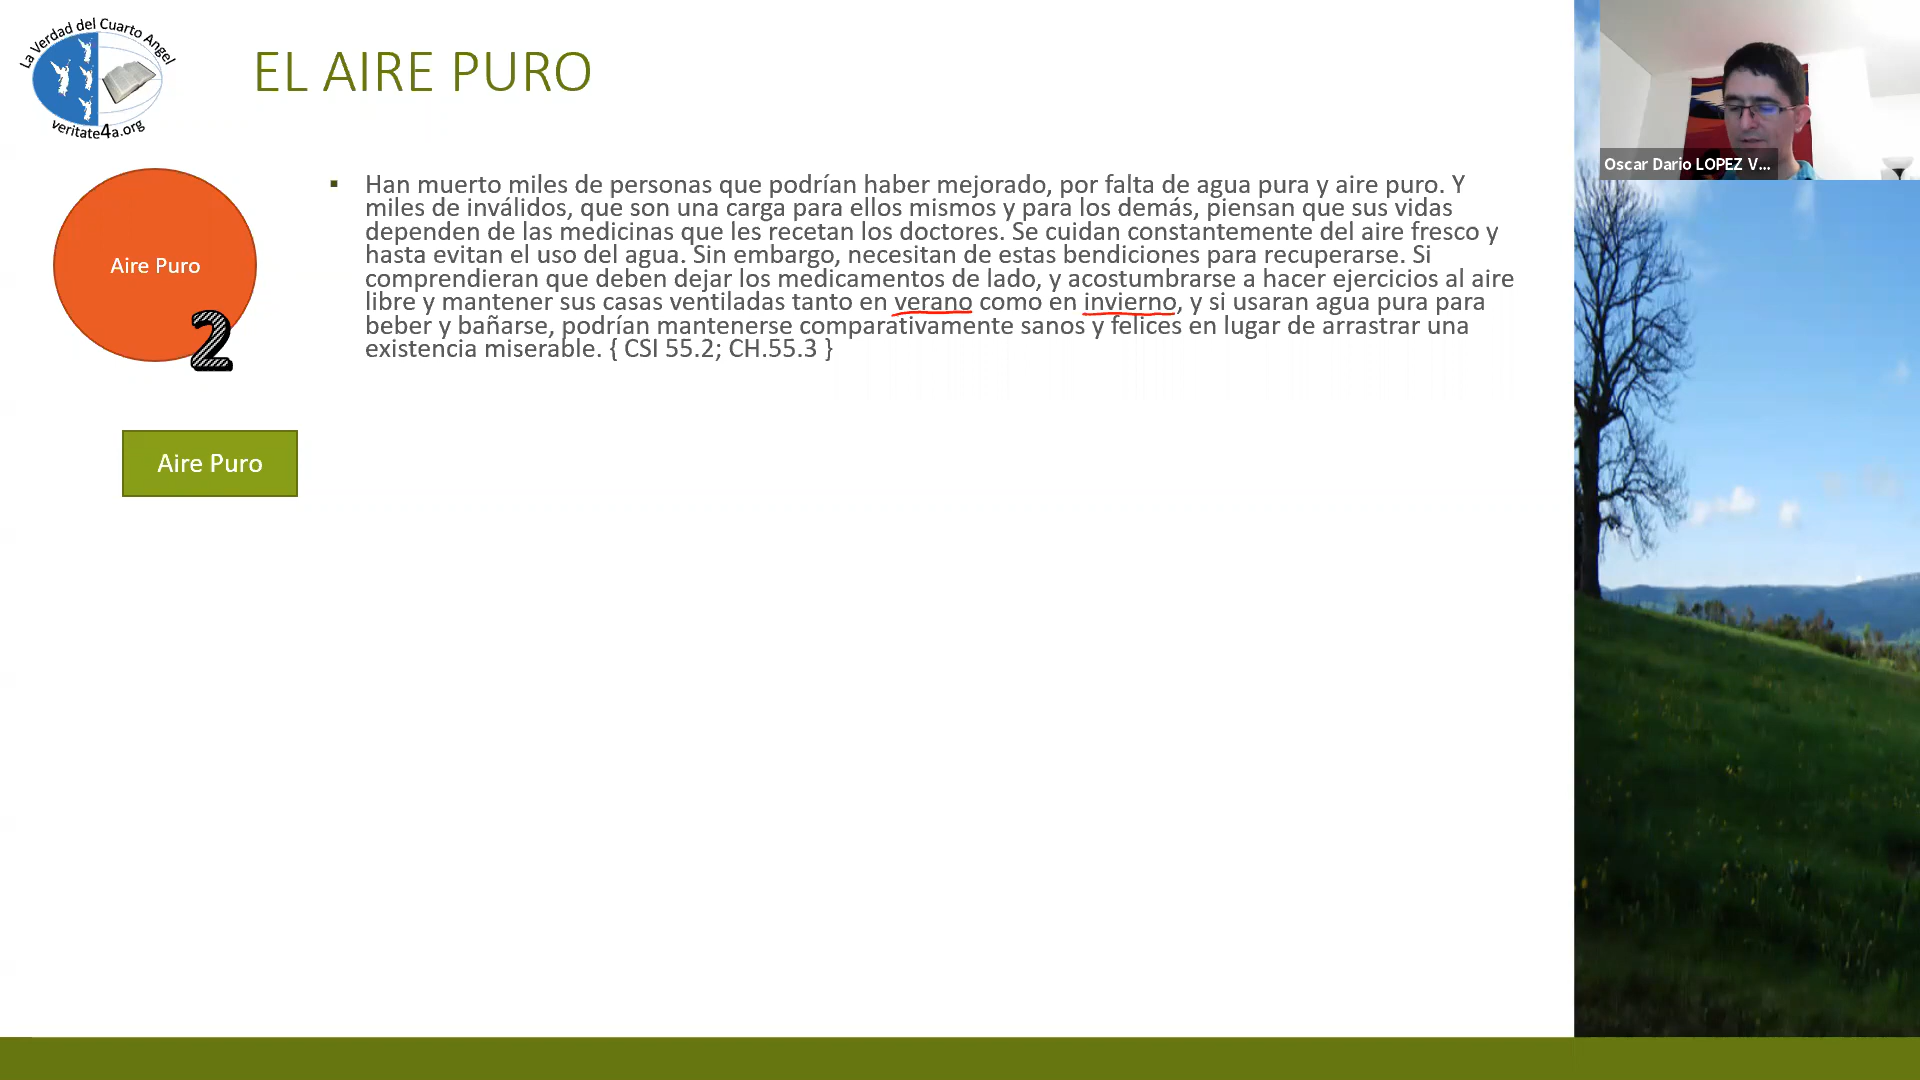 La Verdad del Cuarto Angel
veritate4a.org
EL AIRE PURO
Oscar Dario LOPEZ V...
Aire Puro
2
▪ Han muerto miles de personas que podrían haber mejorado, por falta de agua pura y aire puro. Y
miles de inválidos, que son una carga para ellos mismos y para los demás, piensan que sus vidas
dependen de las medicinas que les recetan los doctores. Se cuidan constantemente del aire fresco y
hasta evitan el uso del agua. Sin embargo, necesitan de estas bendiciones para recuperarse. Si
comprendieran que deben dejar los medicamentos de lado, y acostumbrarse a hacer ejercicios al aire
libre y mantener sus casas ventiladas tanto en verano como en invierno, y si usaran agua pura para
beber y bañarse, podrían mantenerse comparativamente sanos y felices en lugar de arrastrar una
existencia miserable. { CSI 55.2; CH.55.3 }
Aire Puro